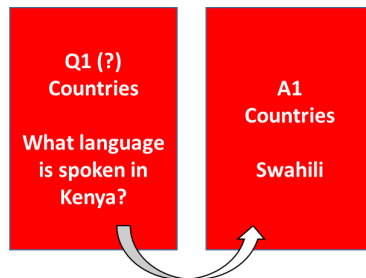 Q1 (?)
Countries
What language
is spoken in
Kenya?
A1
Countries
Swahili